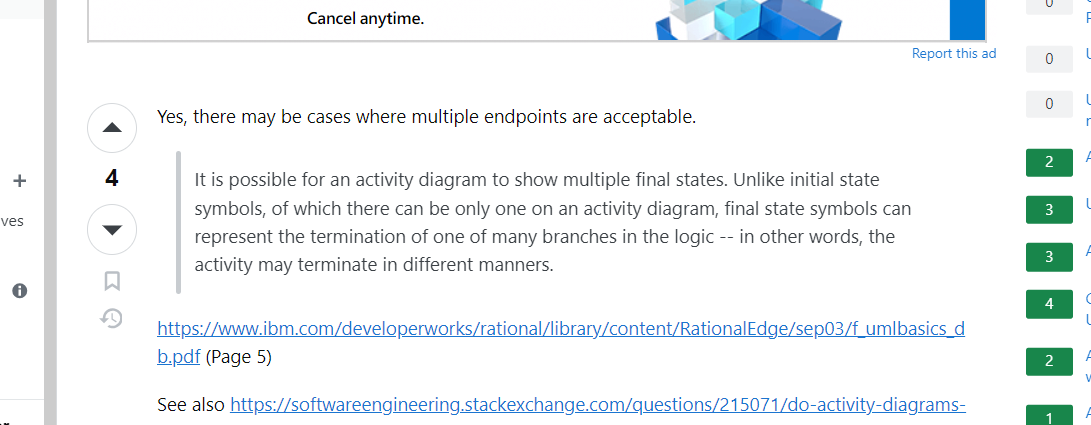 Cancel anytime.
Report this ad
Yes, there may be cases where multiple endpoints are acceptable.
4
It is possible for an activity diagram to show multiple final states. Unlike initial state
symbols, of which there can be only one on an activity diagram, final state symbols can
represent the termination of one of many branches in the logic -- in other words, the
activity may terminate in different manners.
https://www.ibm.com/developerworks/rational/library/content/RationalEdge/sep03/f_umlbasics_d
b.pdf (Page 5)
See also https://softwareengineering.stackexchange.com/questions/215071/do-activity-diagrams-
ves
0
0
0
2
3
3
4
2
1